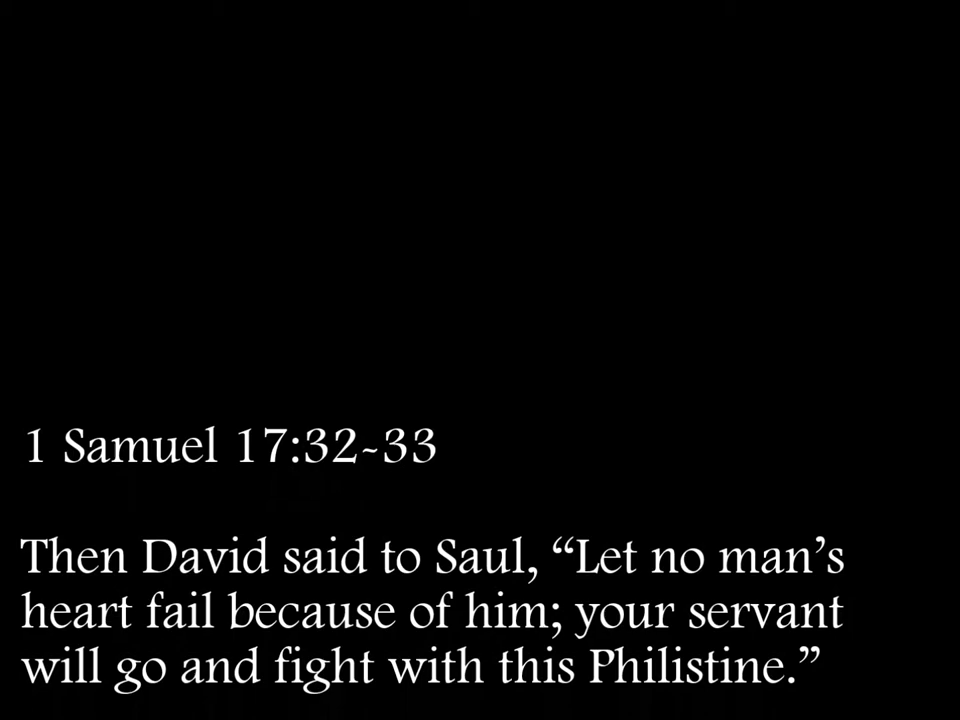 1 Samuel 17:32-33
Then David said to Saul, “Let no man’s
heart fail because of him; your servant
will go and fight with this Philistine.”